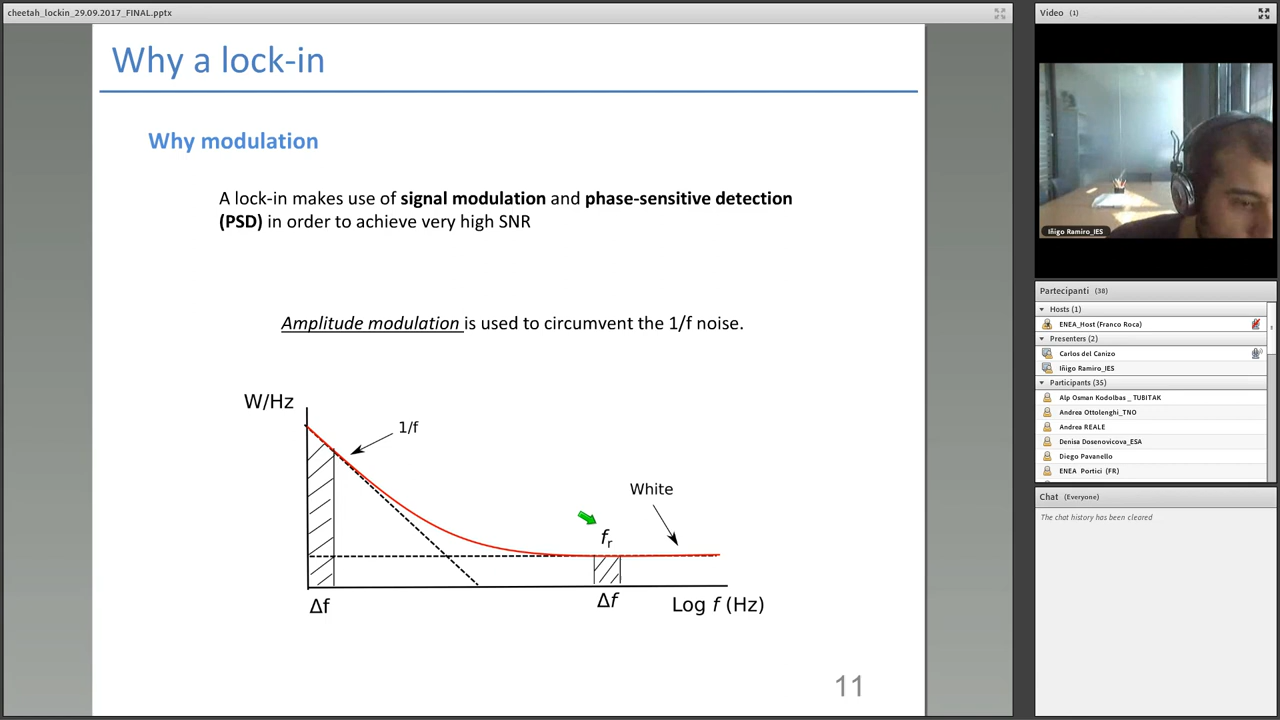 cheetah_lockin_29.09.2017_FINAL.pptx
Why a lock-in
Why modulation
A lock-in makes use of signal modulation and phase-sensitive detection
(PSD) in order to achieve very high SNR
Amplitude modulation is used to circumvent the 1/f noise.
W/Hz
1/f
White
fr
Δf
Δf
Log f (Hz)
11
Video (1)
Iñigo Ramiro_IES
Partecipanti (38)
Hosts (1)
ENEA_Host (Franco Roca)
Presenters (2)
Carlos del Canizo
Iñigo Ramiro_IES
Participants (35)
Alp Osman Kodolbas _ TUBITAK
Andrea Ottolenghi_TNO
Andrea REALE
Denisa Dosenovicova_ESA
Diego Pavanello
ENEA Portici (FR)
Chat (Everyone)
The chat history has been cleared